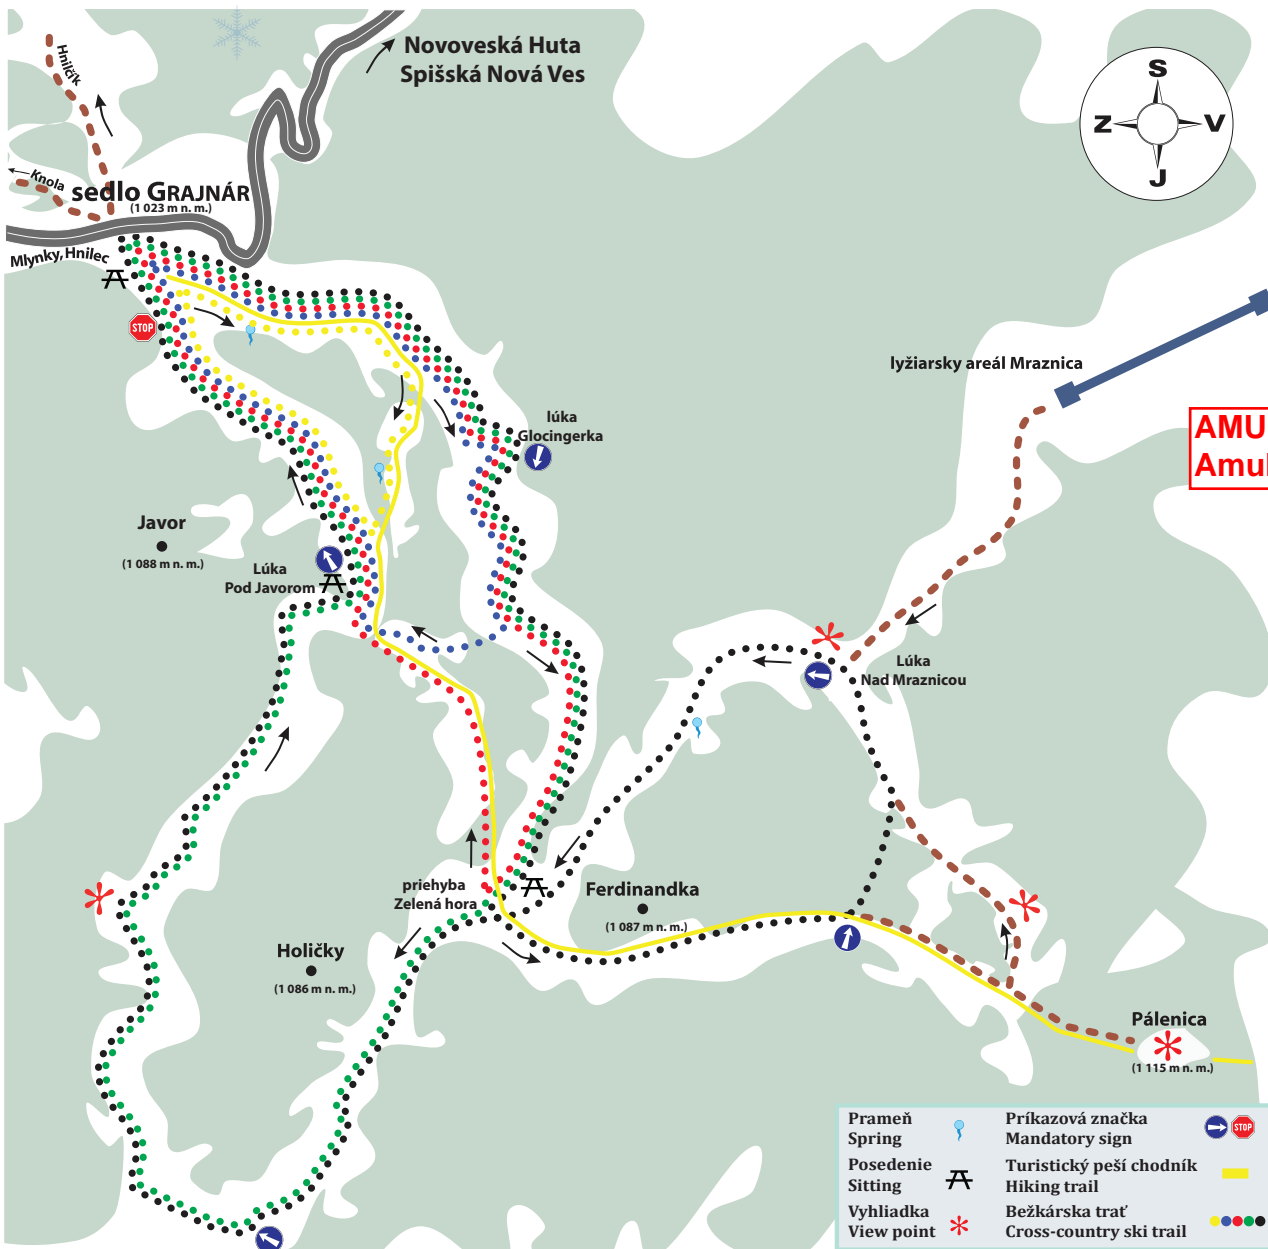 Novoveská Huta
Spišská Nová Ves
Hnilčík
Knola
sedlo GRAJNÁR
(1 023 m n. m.)
Mlynky, Hnilec
STOP
S
Z
V
J
lyžiarsky areál Mraznica
AMU
lúka
Glocingerka
Javor
(1 088 m n. m.)
Lúka
Pod Javorom
Lúka
Nad Mraznicou
priehyba
Zelená hora
Ferdinandka
(1 087 m n. m.)
Holičky
(1 086 m n. m.)
Pálenica
(1 115 m n. m.)
Prameň
Spring
Posedenie
Sitting
Vyhliadka
View point
Príkazová značka
Mandatory sign
STOP
Turistický peší chodník
Hiking trail
Bežkárska trať
Cross-country ski trail